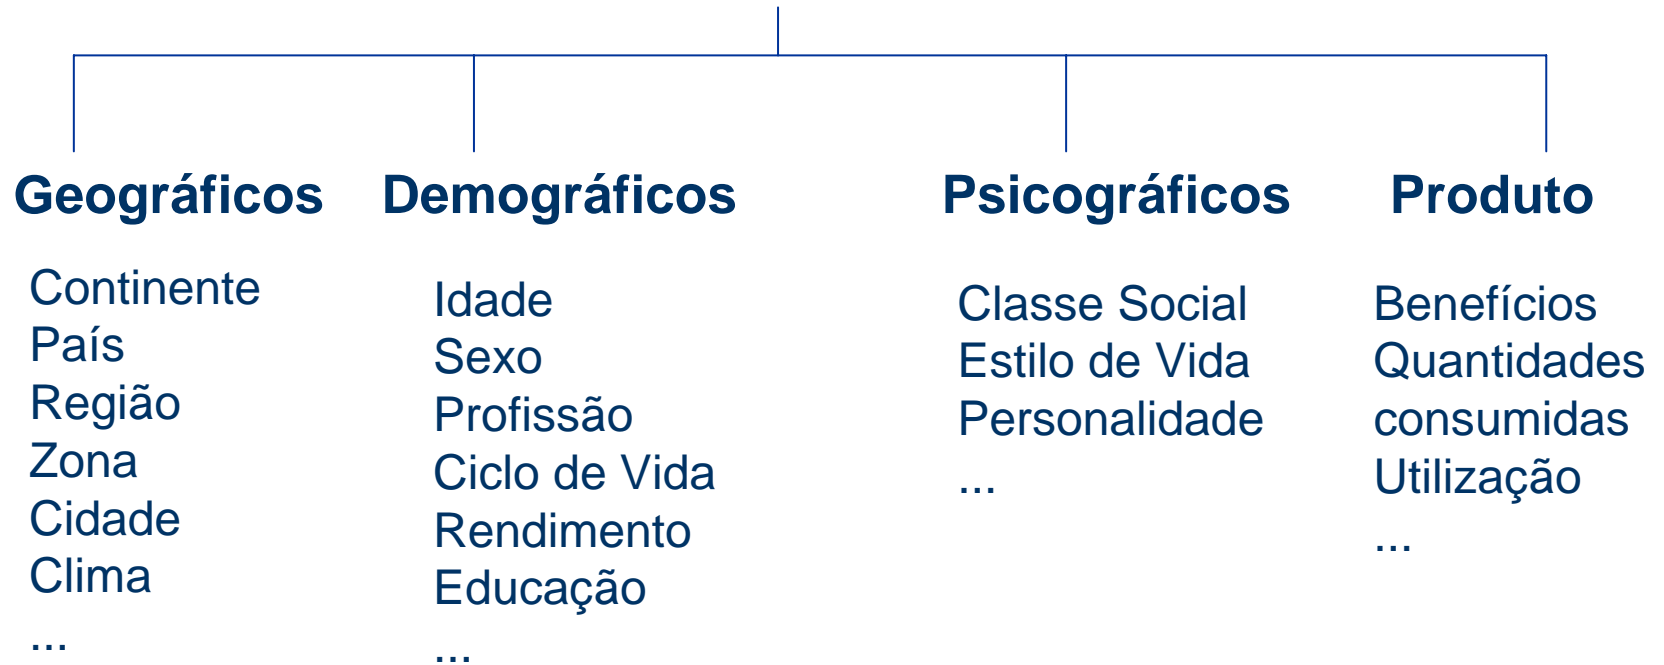 Geográficos
Continente
País
Região
Zona
Cidade
Clima
...
Demográficos
Idade
Sexo
Profissão
Ciclo de Vida
Rendimento
Educação
...
Psicográficos
Classe Social
Estilo de Vida
Personalidade
...
Produto
Benefícios
Quantidades
consumidas
Utilização
...